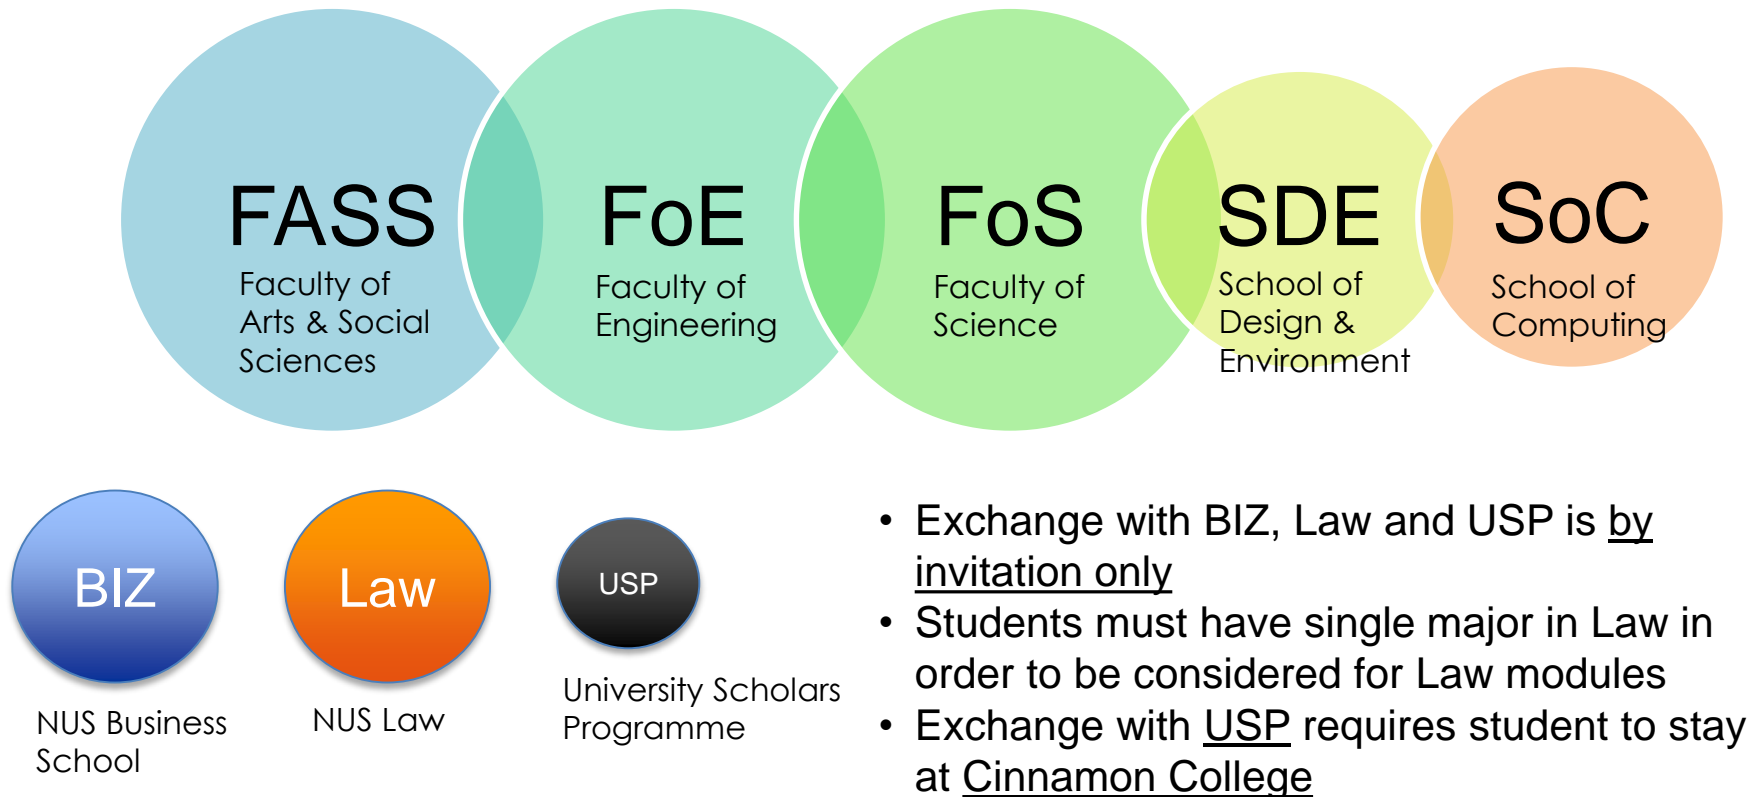 FASS
Faculty of
Arts & Social
Sciences
FoE
Faculty of
Engineering
FoS
Faculty of
Science
SDE
School of
Design &
Environment
SoC
School of
Computing
BIZ
NUS Business
School
Law
NUS Law
USP
University Scholars
Programme
• Exchange with BIZ, Law and USP is by
invitation only
• Students must have single major in Law in
order to be considered for Law modules
• Exchange with USP requires student to stay
at Cinnamon College